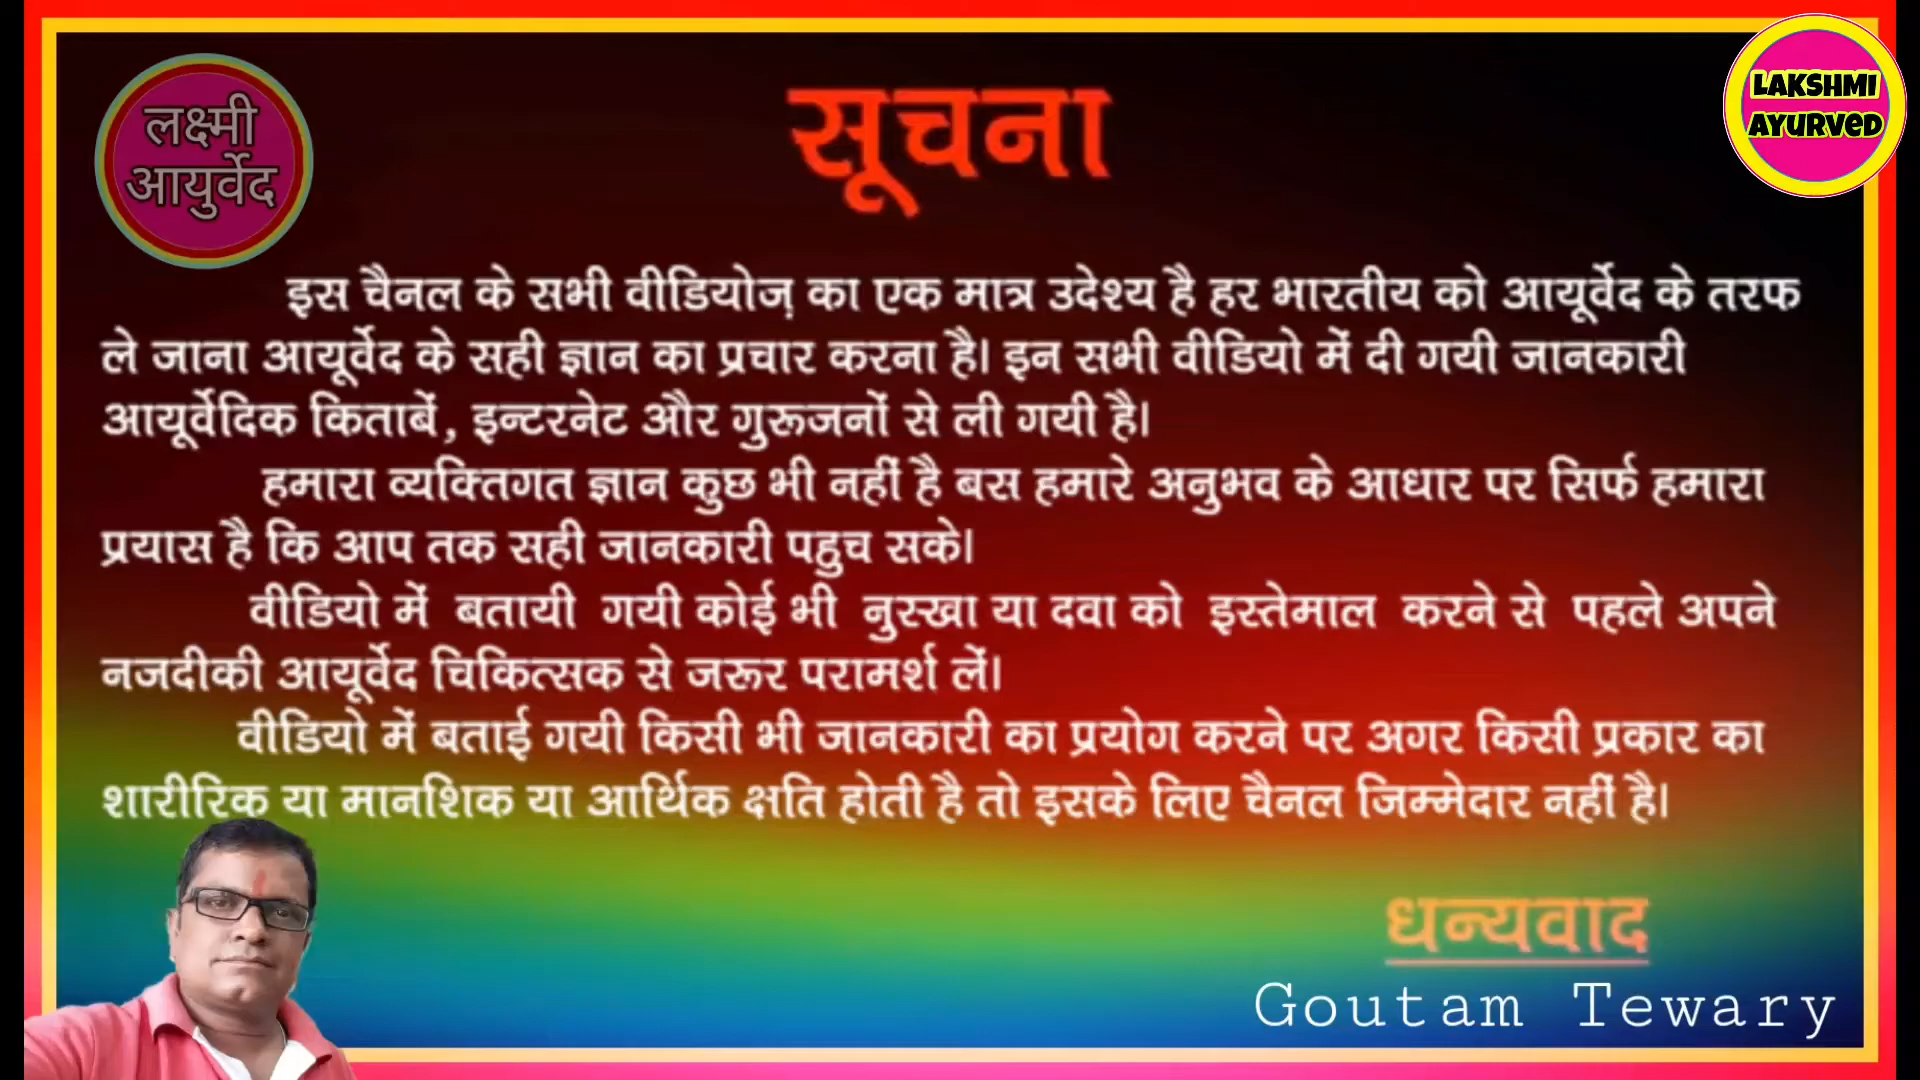 लक्ष्मी
आयुर्वेद
सूचना
LAKSHMI
AYURVED
इस चैनल के सभी वीडियोज़ का एक मात्र उदेश्य है हर भारतीय को आयूर्वेद के तरफ
ले जाना आयूर्वेद के सही ज्ञान का प्रचार करना है। इन सभी वीडियो में दी गयी जानकारी
आयूर्वेदिक किताबें, इन्टरनेट और गुरुजनों से ली गयी है।
हमारा व्यक्तिगत ज्ञान कुछ भी नहीं है बस हमारे अनुभव के आधार पर सिर्फ हमारा
प्रयास है कि आप तक सही जानकारी पहुच सके।
वीडियो में बतायी गयी कोई भी नुस्खा या दवा को इस्तेमाल करने से पहले अपने
नजदीकी आयूर्वेद चिकित्सक से जरूर परामर्श लें।
वीडियो में बताई गयी किसी भी जानकारी का प्रयोग करने पर अगर किसी प्रकार का
शारीरिक या मानशिक या आर्थिक क्षति होती है तो इसके लिए चैनल जिम्मेदार नहीं है।
धन्यवाद
Goutam Tewary